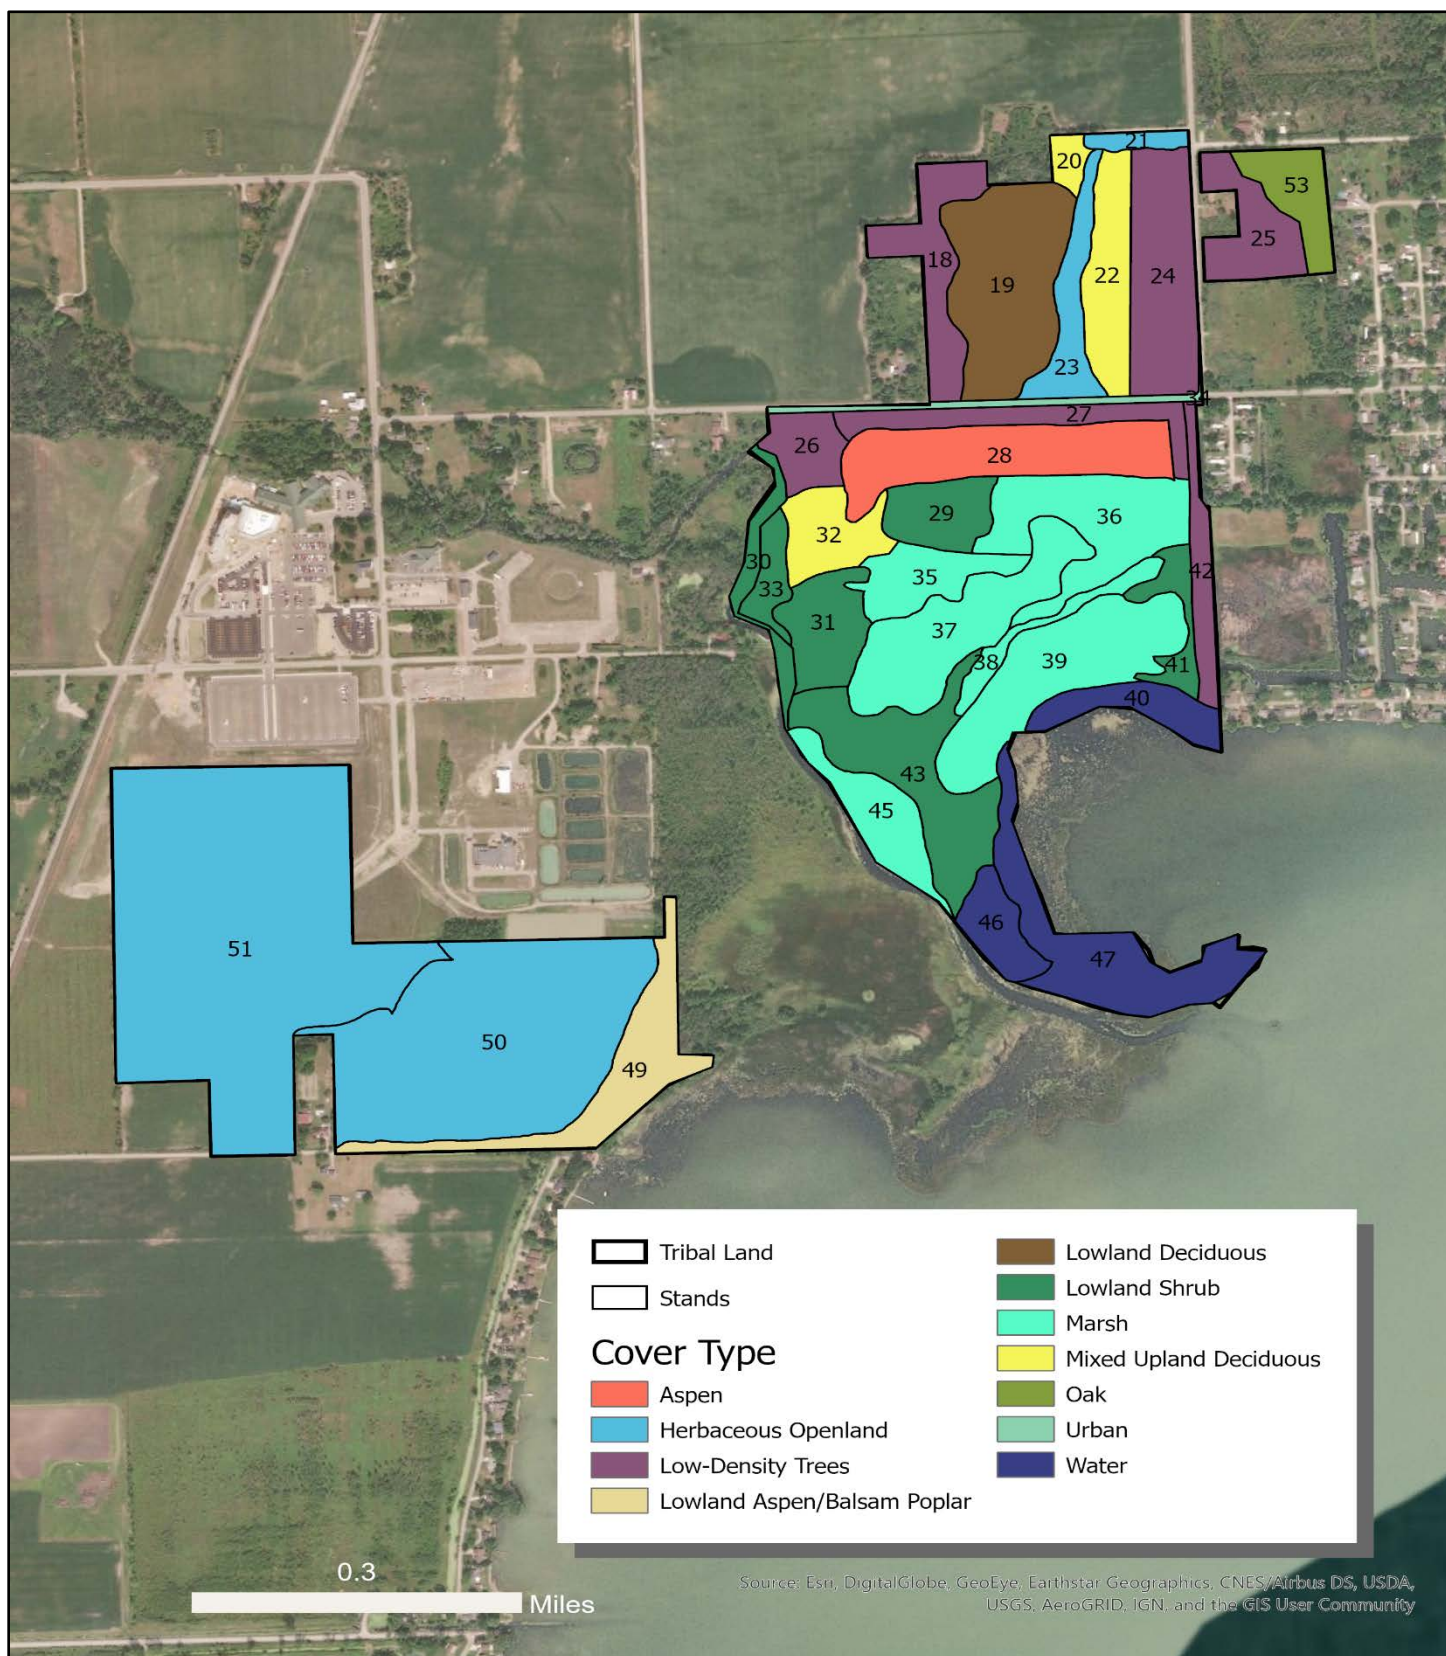 21
20
53
25
18
22
24
19
23
34
27
26
28
29
36
32
30
35
42
33
31
37
38
39
41
40
43
45
46
47
51
50
49
Tribal Land
Stands
Cover Type
Aspen
Herbaceous Openland
Low-Density Trees
Lowland Aspen/Balsam Poplar
Lowland Deciduous
Lowland Shrub
Marsh
Mixed Upland Deciduous
Oak
Urban
Water
0.3
Miles
Source: Esri, DigitalGlobe, GeoEye, Earthstar Geographics, CNES/Airbus DS, USDA,
USGS, AeroGRID, IGN, and the GIS User Community